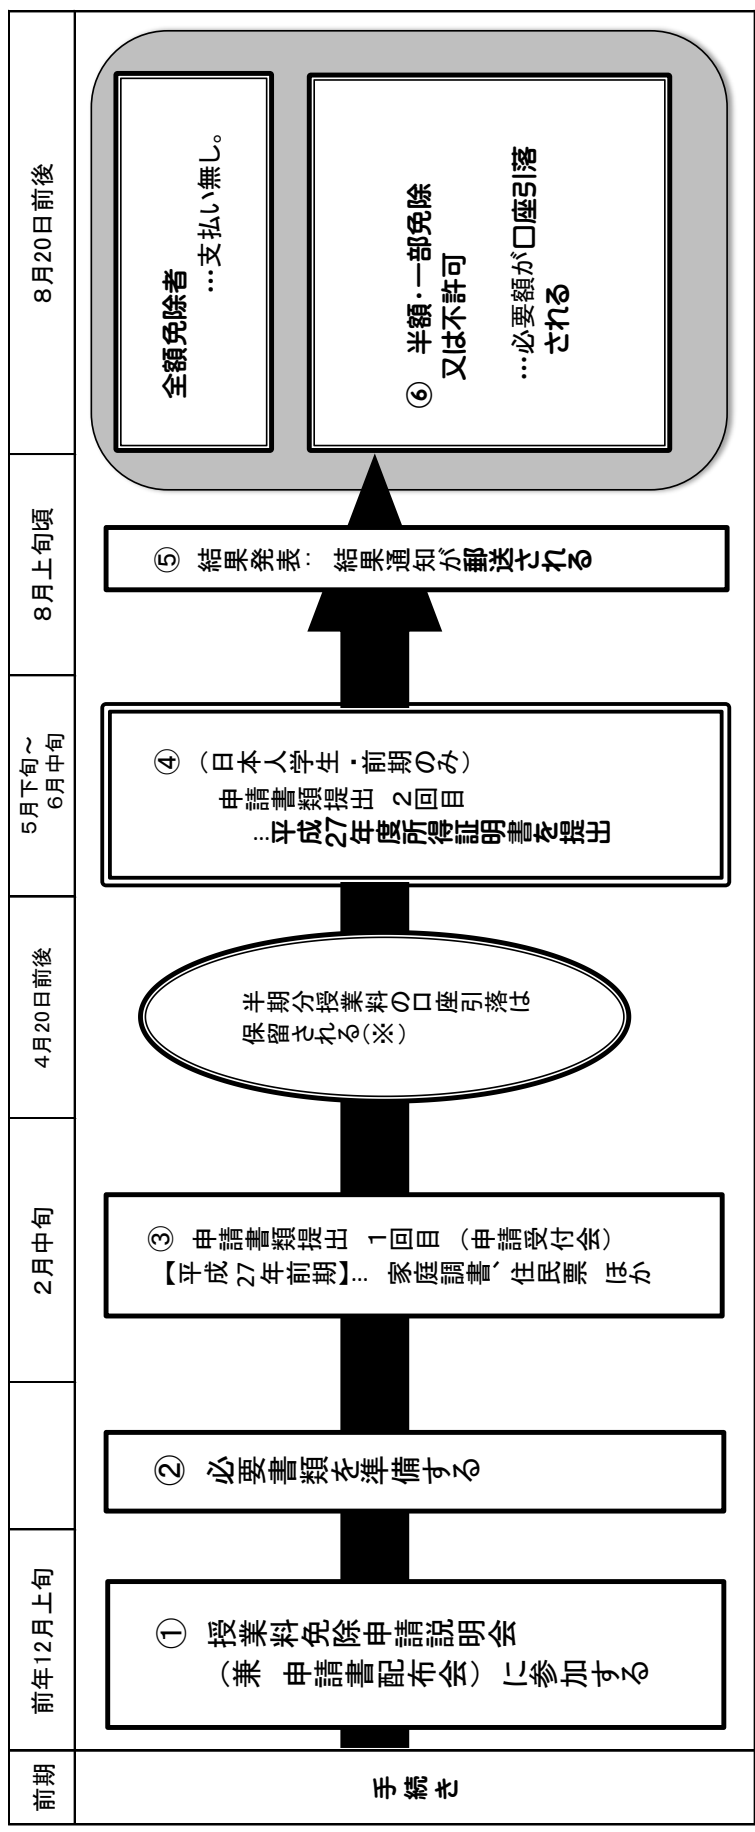 前期
前年12月上旬
2月中旬
4月20日前後
5月下旬~
6月中旬
8月上旬頃
8月20日前後
手続き
① 授業料免除申請説明会
(兼 申請書配布会)に参加する
② 必要書類を準備する
③ 申請書類提出 1回目 (申請受付会)
【平成27年前期】… 家庭調書、住民票 ほか
半期分授業料の口座引落は
保留される(※)
④ (日本人学生・前期のみ)
申請書類提出 2回目
…平成27年度所得証明書を提出
⑤ 結果発表: 結果通知が郵送される
全額免除者
…支払い無し。
⑥ 半額・一部免除
又は不許可
…必要額が口座引落
される